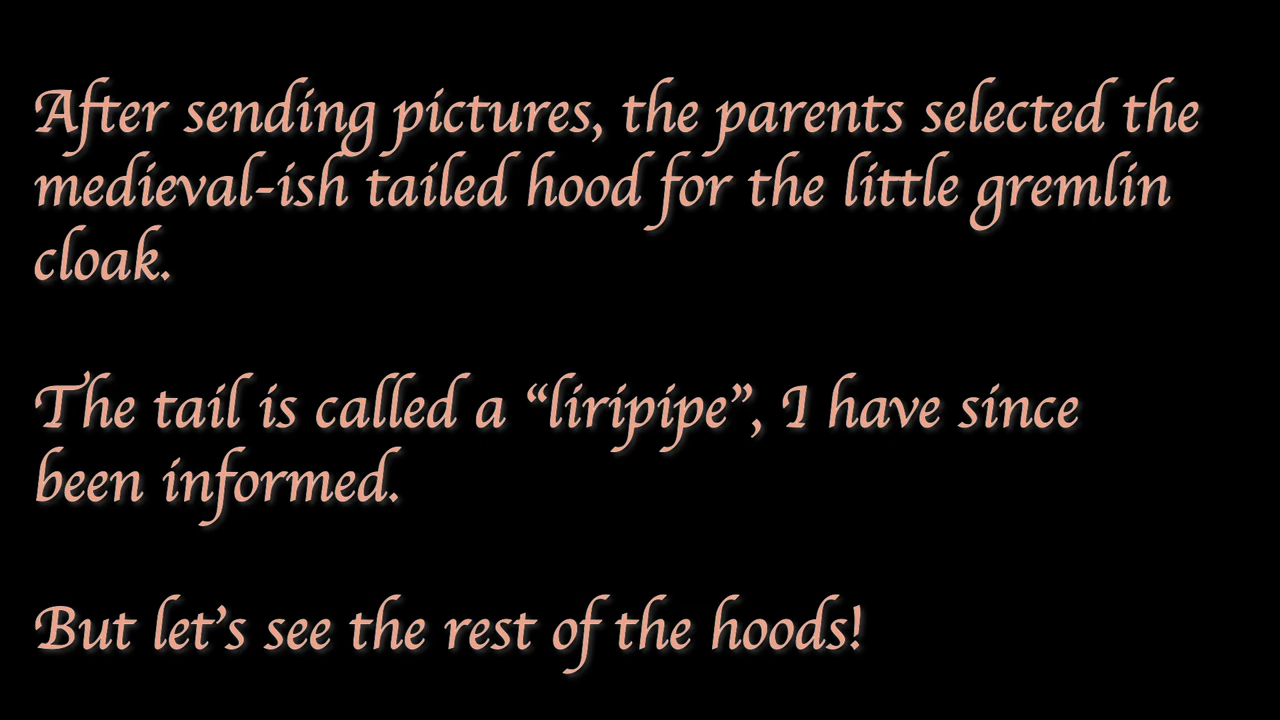 After sending pictures, the parents selected the
medieval-ish tailed hood for the little gremlin
cloak.
The tail is called a “liripipe”, I have since
been informed.
But let’s see the rest of the hoods!